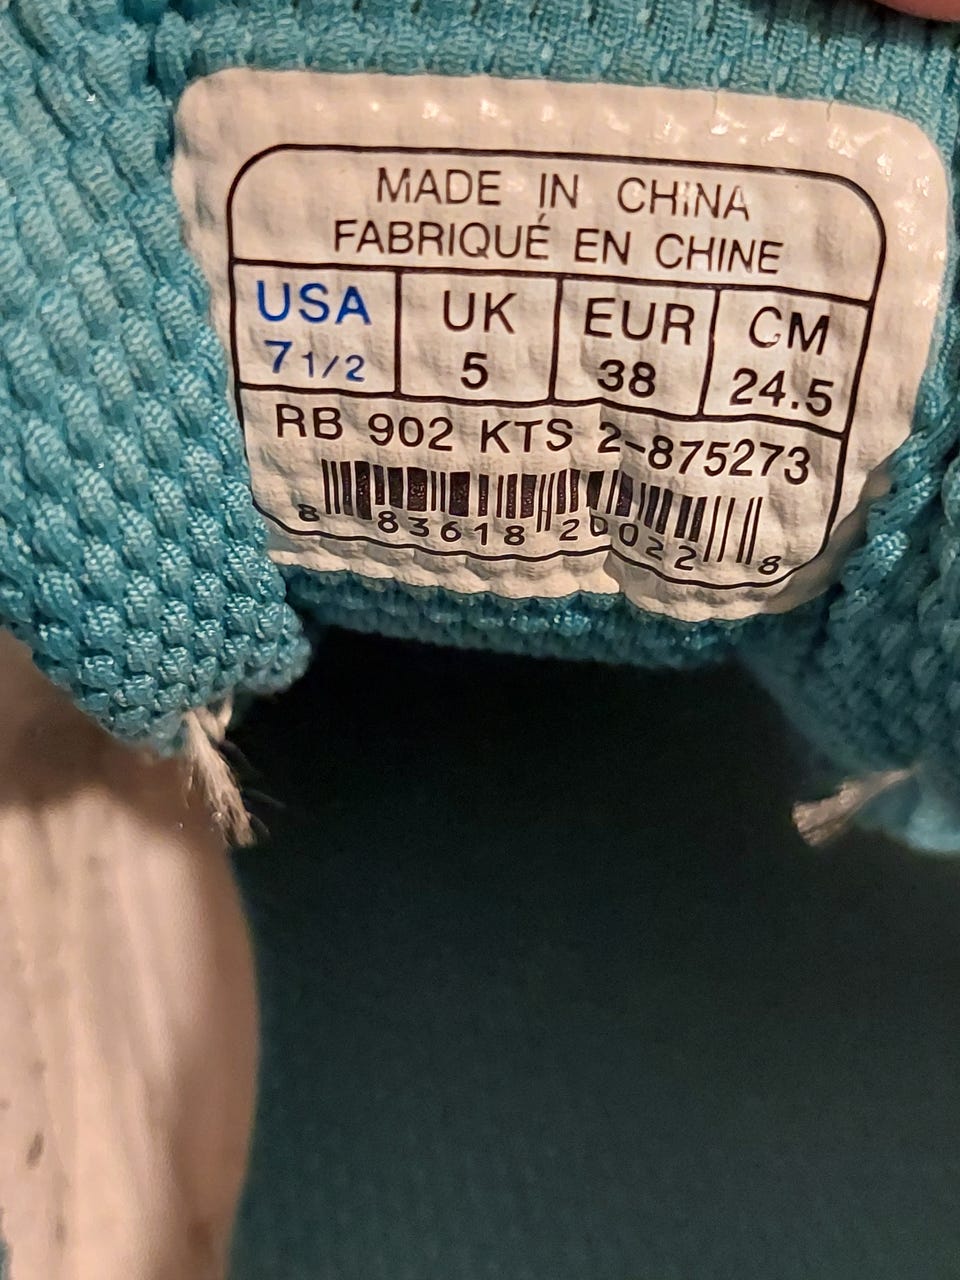 MADE IN CHINA
FABRIQUÉ EN CHINE
USA UK EUR CM
7 1/2 5 38 24.5
RB 902 KTS 2-875273
8 83618 20022 8